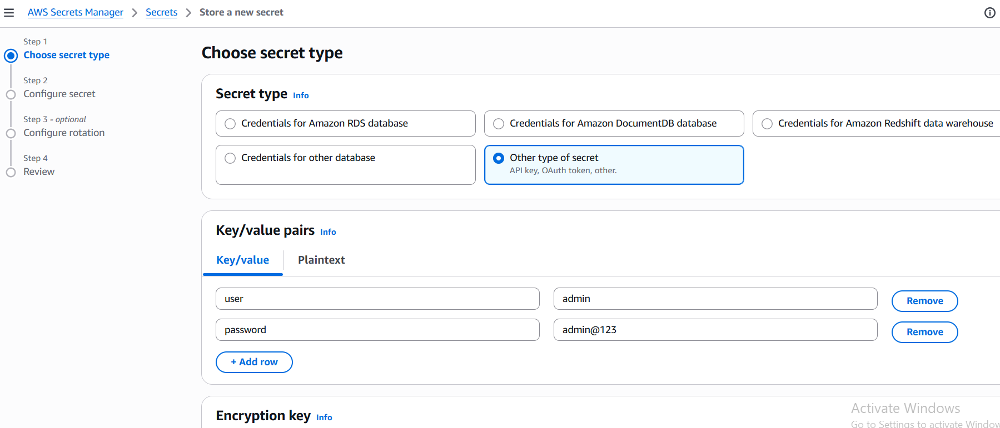 AWS Secrets Manager > Secrets > Store a new secret
Step 1
Choose secret type
Step 2
Configure secret
Step 3 - optional
Configure rotation
Step 4
Review
Choose secret type
Secret type Info
Credentials for Amazon RDS database
Credentials for Amazon DocumentDB database
Credentials for Amazon Redshift data warehouse
Credentials for other database
Other type of secret
API key, OAuth token, other.
Key/value pairs Info
Key/value Plaintext
user admin Remove
password admin@123 Remove
+ Add row
Encryption key Info
Activate Windows
Go to Settings to activate Window